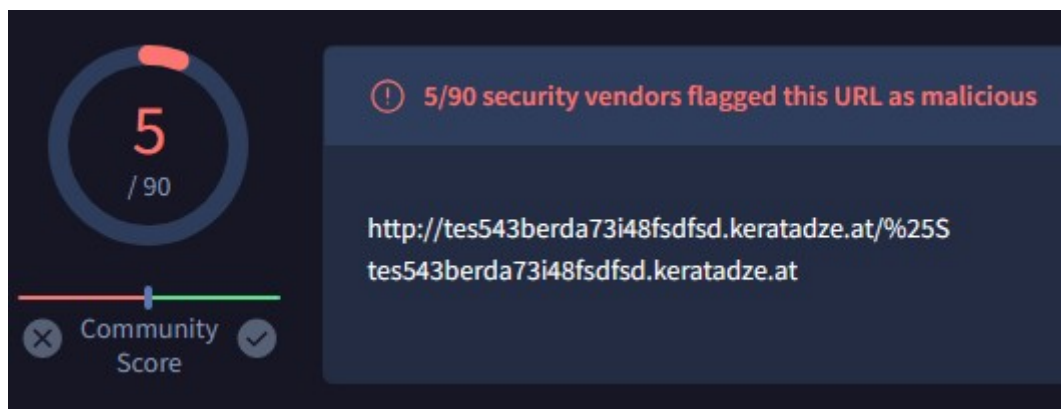 5
/ 90
Community
Score
5/90 security vendors flagged this URL as malicious
http://tes543berda73i48fsdfsd.keratadze.at/%25S
tes543berda73i48fsdfsd.keratadze.at